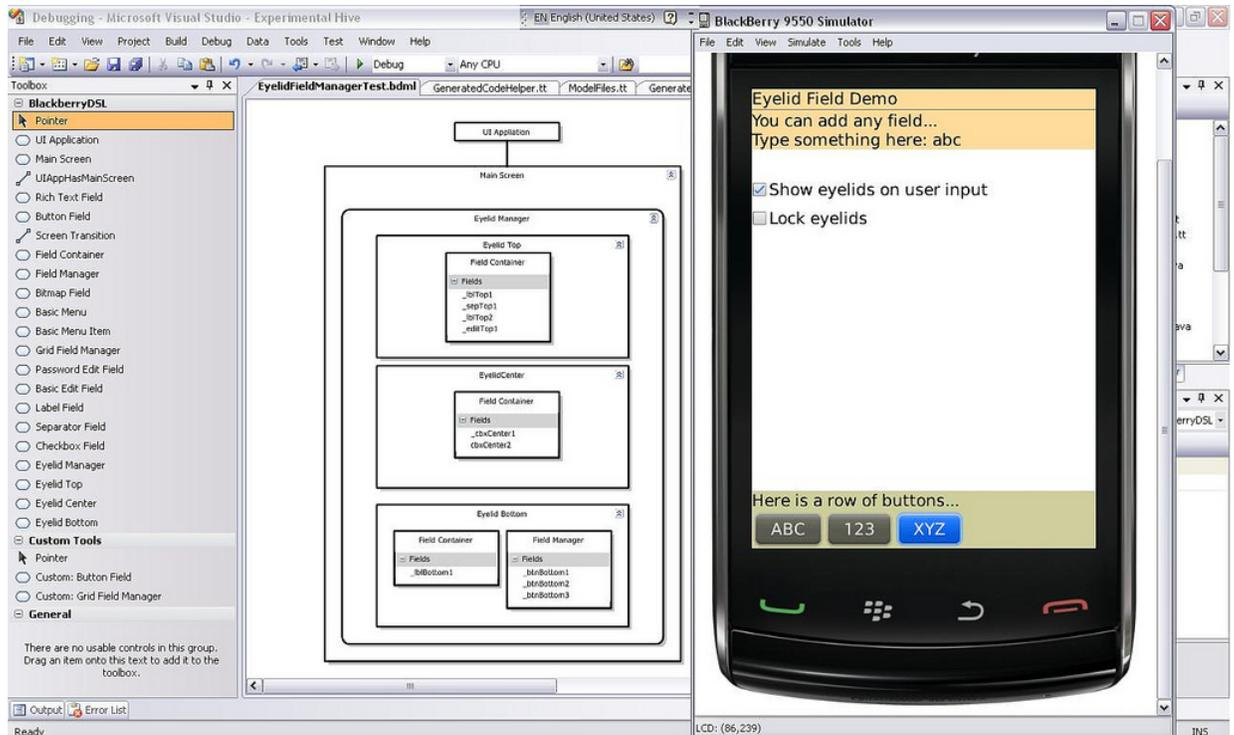 Debugging - Microsoft Visual Studio - Experimental Hive
EN English (United States)
File Edit View Project Build Debug Data Tools Test Window Help
Debug
Any CPU
Toolbox
BlackberryDSL
Pointer
UI Application
Main Screen
UIAppHasMainScreen
Rich Text Field
Button Field
Screen Transition
Field Container
Field Manager
Bitmap Field
Basic Menu
Basic Menu Item
Grid Field Manager
Password Edit Field
Basic Edit Field
Label Field
Separator Field
Checkbox Field
Eyelid Manager
Eyelid Top
Eyelid Center
Eyelid Bottom
Custom Tools
Pointer
Custom: Button Field
Custom: Grid Field Manager
General
There are no usable controls in this group.
Drag an item onto this text to add it to the
toolbox.
Output Error List
Ready
EyelidFieldManagerTest.bdml GeneratedCodeHelper.tt ModelFiles.tt Generate
UI Appliation
Main Screen
Eyelid Manager
Eyelid Top
Field Container
Fields
_lblTop1
_sepTop1
_lblTop2
_editTop1
EyelidCenter
Field Container
Fields
_cbxCenter1
cbxCenter2
Eyelid Bottom
Field Container
Fields
_lblBottom1
Field Manager
Fields
_btnBottom1
_btnBottom2
_btnBottom3
BlackBerry 9550 Simulator
File Edit View Simulate Tools Help
Eyelid Field Demo
You can add any field...
Type something here: abc
Show eyelids on user input
Lock eyelids
Here is a row of buttons...
ABC 123 XYZ
LCD: (86,239)
.tt
ava
erryDSL
INS